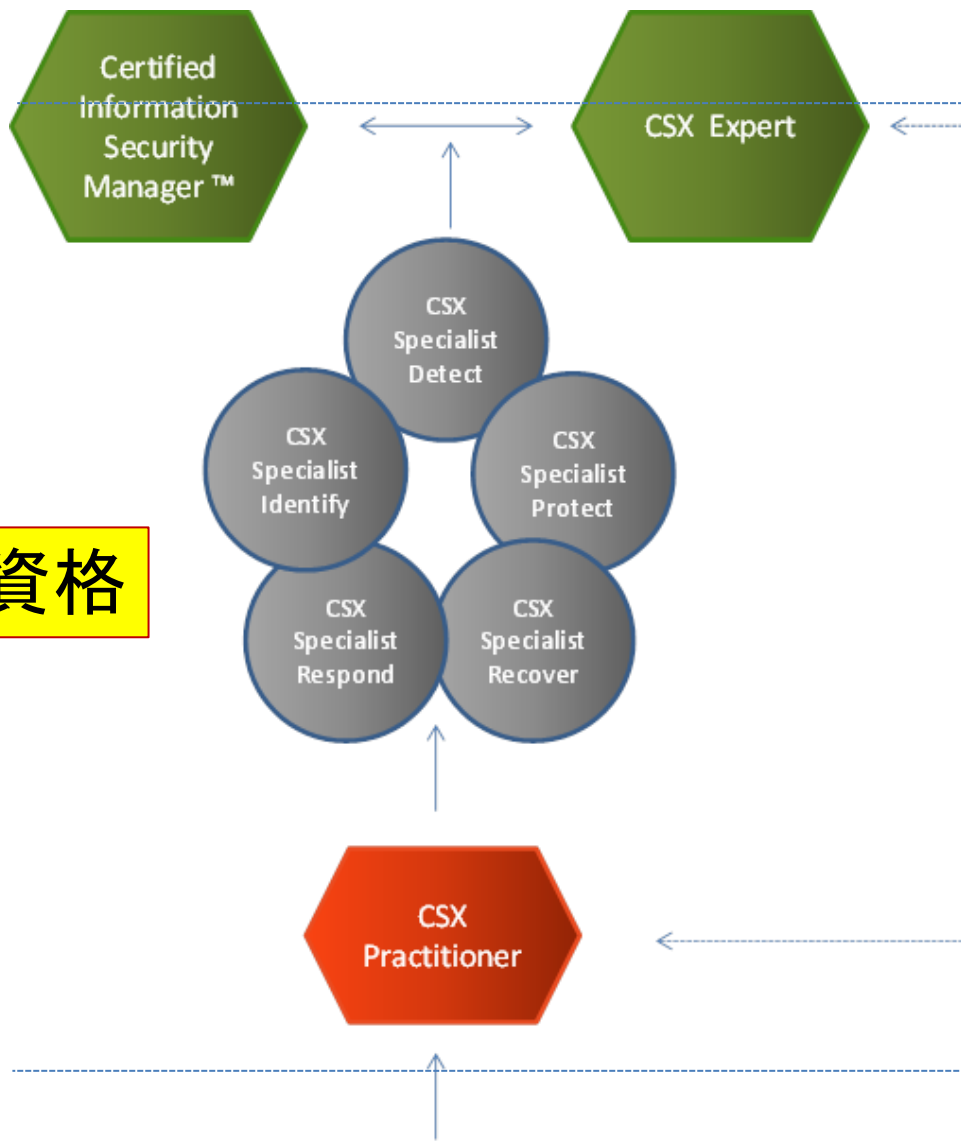 Certified
Information
Security
Manager ™
CSX Expert
CSX
Specialist
Detect
CSX
Specialist
Identify
CSX
Specialist
Protect
資格
CSX
Specialist
Respond
CSX
Specialist
Recover
CSX
Practitioner